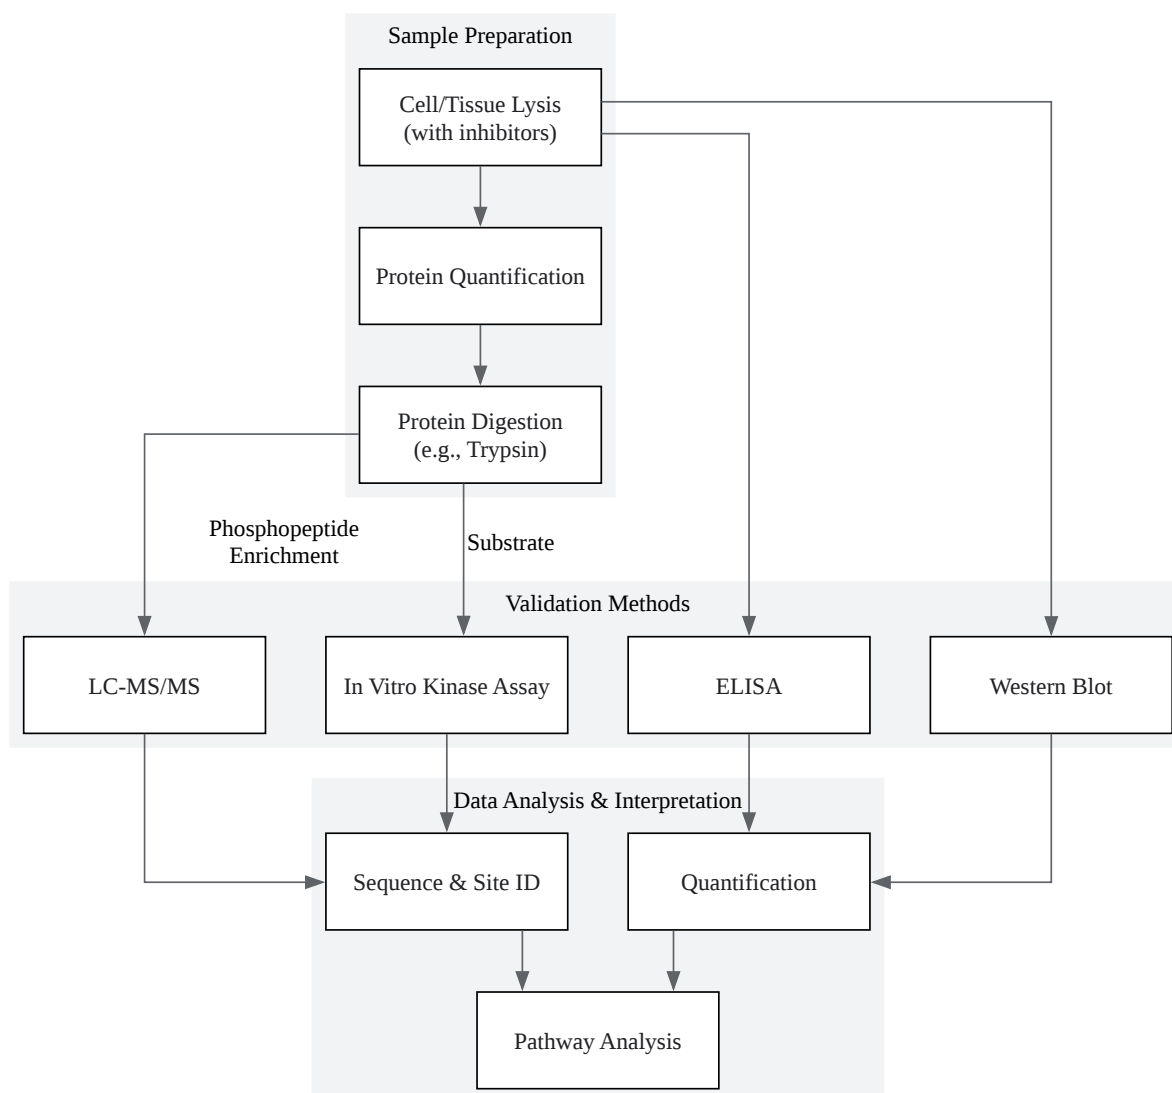 Sample Preparation
Cell/Tissue Lysis
(with inhibitors)
Protein Quantification
Protein Digestion
(e.g., Trypsin)
Phosphopeptide
Enrichment
Substrate
Validation Methods
LC-MS/MS
In Vitro Kinase Assay
ELISA
Western Blot
Data Analysis & Interpretation
Sequence & Site ID
Quantification
Pathway Analysis